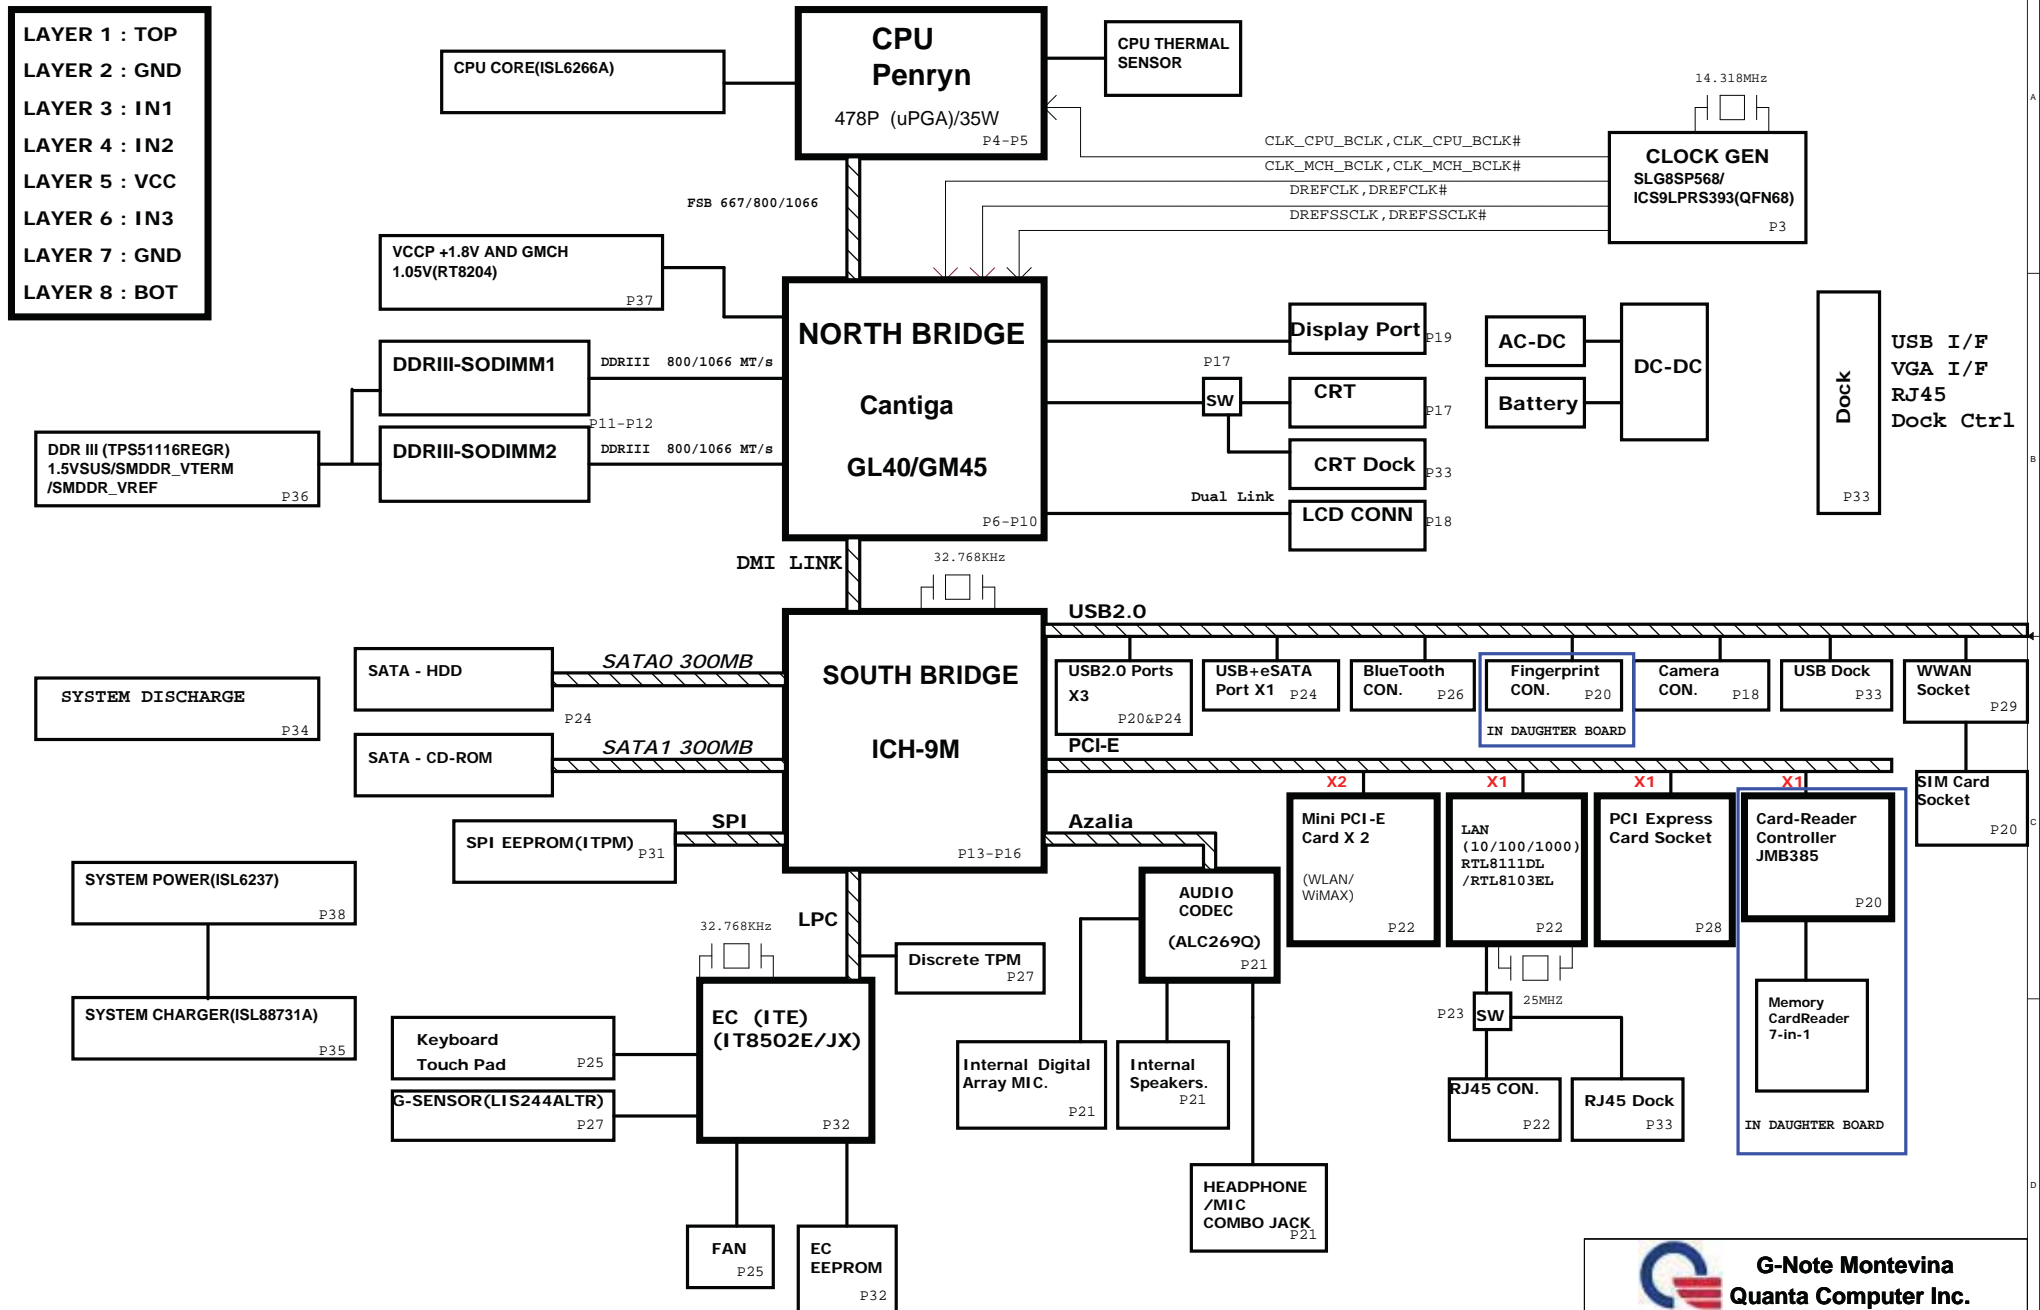 LAYER 1 : TOP
LAYER 2 : GND
LAYER 3 : IN1
LAYER 4 : IN2
LAYER 5 : VCC
LAYER 6 : IN3
LAYER 7 : GND
LAYER 8 : BOT
CPU CORE(ISL6266A)
CPU
Penryn
478P (uPGA)/35W
P4-P5
CPU THERMAL
SENSOR
14.318MHz
CLOCK GEN
SLG8SP568/
ICS9LPRS393(QFN68)
P3
CLK_CPU_BCLK,CLK_CPU_BCLK#
CLK_MCH_BCLK,CLK_MCH_BCLK#
DREFCLK,DREFCLK#
DREFSSCLK,DREFSSCLK#
FSB 667/800/1066
VCCP +1.8V AND GMCH
1.05V(RT8204)
P37
NORTH BRIDGE
Cantiga
GL40/GM45
P6-P10
DDRIII-SODIMM1
DDRIII 800/1066 MT/s
P11-P12
DDRIII-SODIMM2
DDRIII 800/1066 MT/s
DDR III (TPS51116REGR)
1.5VSUS/SMDDR_VTERM
/SMDDR_VREF
P36
Display Port
P19
P17
SW
CRT
P17
CRT Dock
P33
Dual Link
LCD CONN
P18
AC-DC
Battery
DC-DC
Dock
P33
USB I/F
VGA I/F
RJ45
Dock Ctrl
A
B
C
D
DMI LINK
32.768KHz
SOUTH BRIDGE
ICH-9M
P13-P16
SYSTEM DISCHARGE
P34
SATA - HDD
SATA0 300MB
P24
SATA - CD-ROM
SATA1 300MB
SPI EEPROM(ITPM)
P31
SPI
USB2.0
USB2.0 Ports
X3
P20&P24
USB+eSATA
Port X1
P24
BlueTooth
CON.
P26
Fingerprint
CON.
P20
IN DAUGHTER BOARD
Camera
CON.
P18
USB Dock
P33
WWAN
Socket
P29
SIM Card
Socket
P20
PCI-E
X2
X1
X1
X1
Mini PCI-E
Card X 2
(WLAN/
WiMAX)
P22
LAN
(10/100/1000)
RTL8111DL
/RTL8103EL
P22
PCI Express
Card Socket
P28
Card-Reader
Controller
JMB385
P20
Memory
CardReader
7-in-1
IN DAUGHTER BOARD
25MHZ
P23
SW
RJ45 CON.
P22
RJ45 Dock
P33
Azalia
AUDIO
CODEC
(ALC269Q)
P21
Internal Digital
Array MIC.
P21
Internal
Speakers.
P21
HEADPHONE
/MIC
COMBO JACK
P21
SYSTEM POWER(ISL6237)
P38
SYSTEM CHARGER(ISL88731A)
P35
LPC
32.768KHz
Discrete TPM
P27
EC (ITE)
(IT8502E/JX)
P32
Keyboard
Touch Pad
P25
G-SENSOR(LIS244ALTR)
P27
FAN
P25
EC
EEPROM
P32
G-Note Montevina
Quanta Computer Inc.